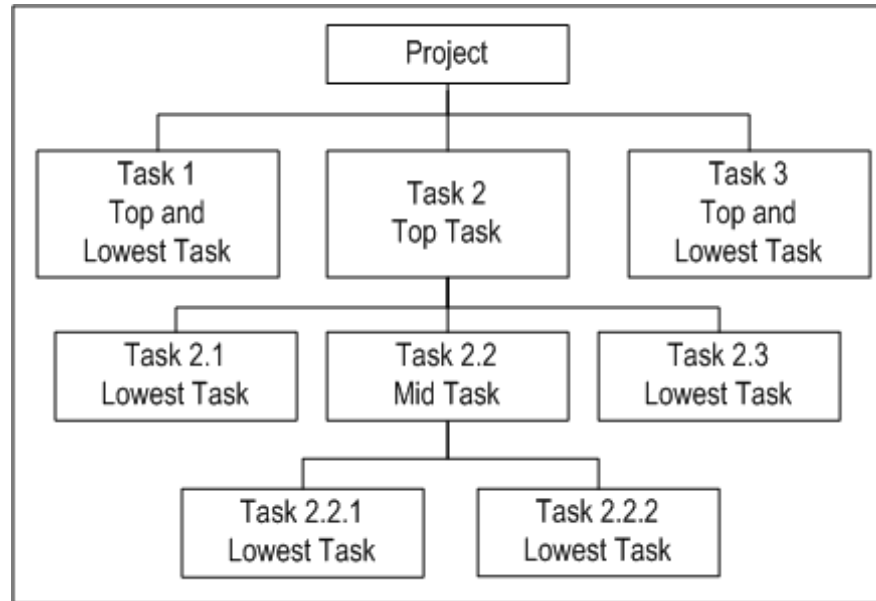 Project
Task 1
Top and
Lowest Task
Task 2
Top Task
Task 3
Top and
Lowest Task
Task 2.1
Lowest Task
Task 2.2
Mid Task
Task 2.3
Lowest Task
Task 2.2.1
Lowest Task
Task 2.2.2
Lowest Task